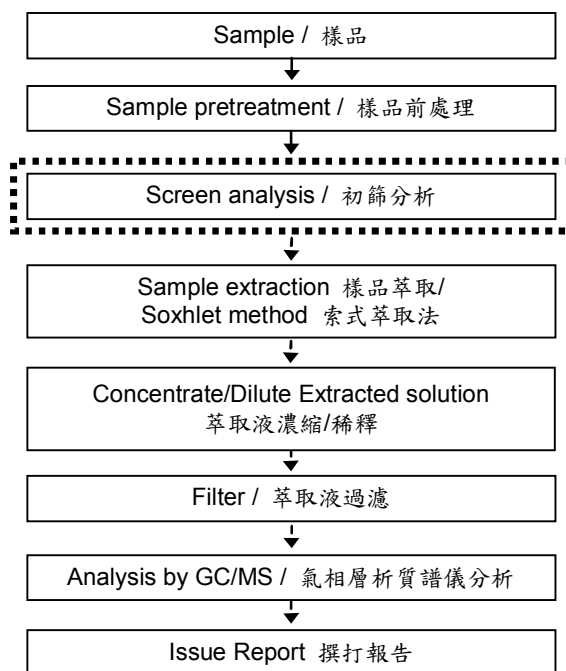 Sample / 樣品
Sample pretreatment / 樣品前處理
Screen analysis / 初篩分析
Sample extraction 樣品萃取/
Soxhlet method 索式萃取法
Concentrate/Dilute Extracted solution
萃取液濃縮/稀釋
Filter / 萃取液過濾
Analysis by GC/MS / 氣相層析質譜儀分析
Issue Report 撰打報告